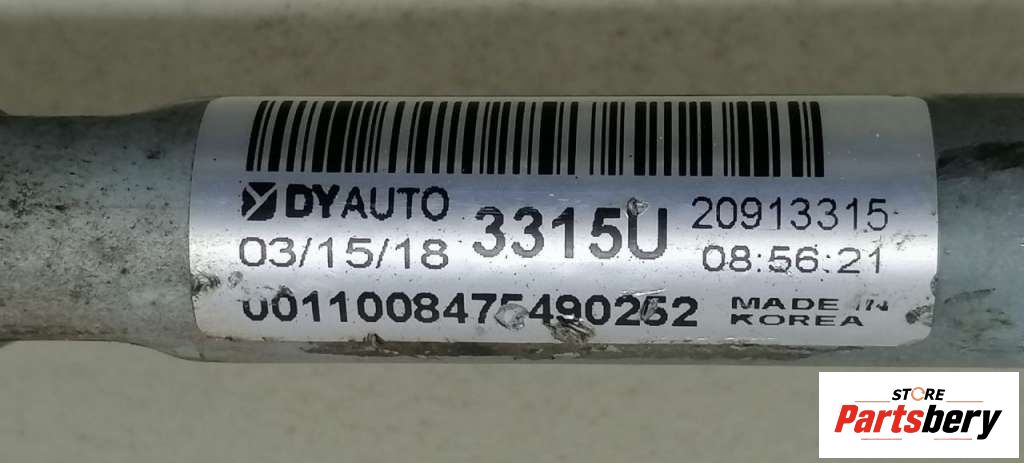 DYAUTO
3315U
20913315
03/15/18
08:56:21
0011008475490252
MADE IN
KOREA
STORE
Partsbery